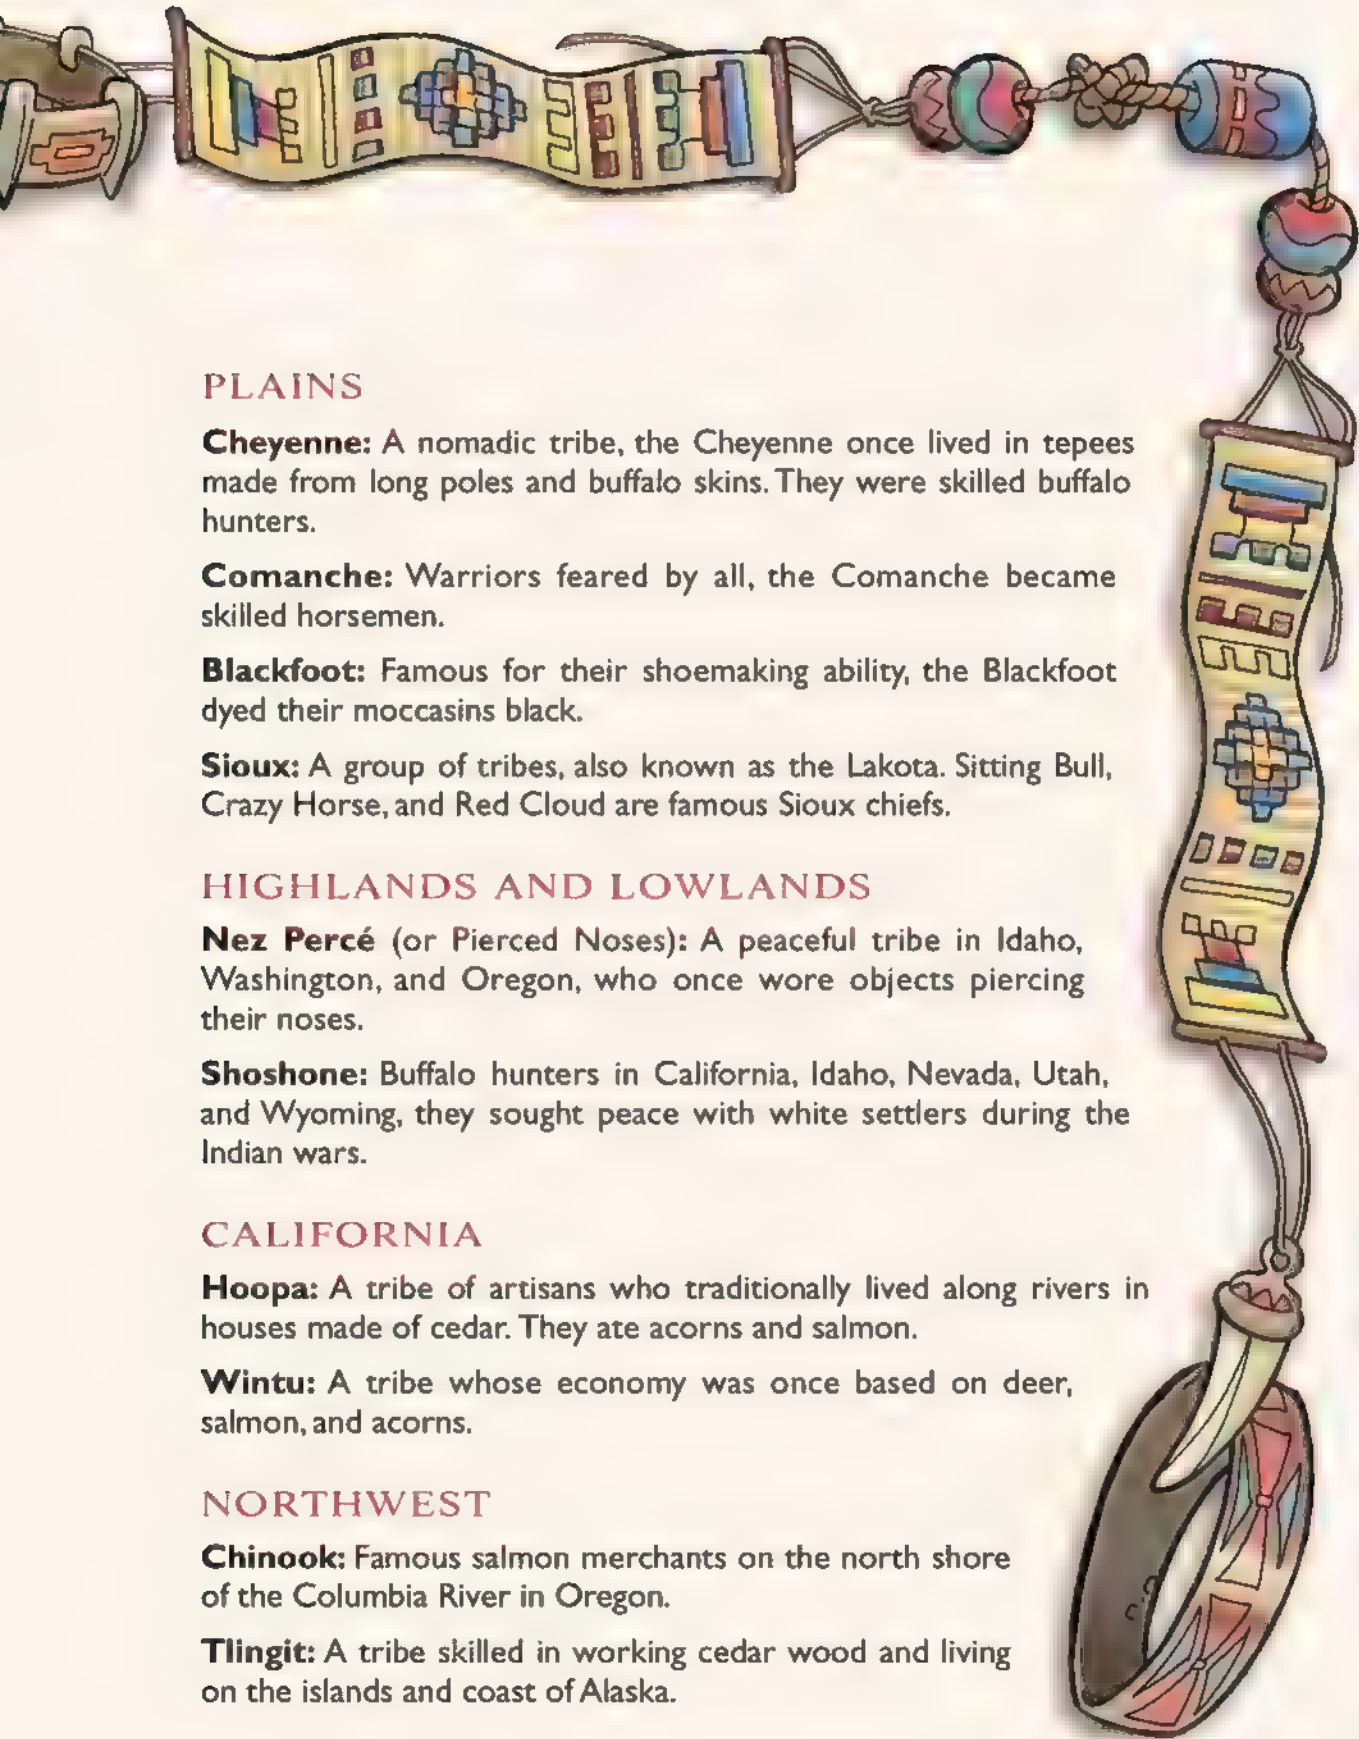 PLAINS
Cheyenne: A nomadic tribe, the Cheyenne once lived in tepees
made from long poles and buffalo skins. They were skilled buffalo
hunters.
Comanche: Warriors feared by all, the Comanche became
skilled horsemen.
Blackfoot: Famous for their shoemaking ability, the Blackfoot
dyed their moccasins black.
Sioux: A group of tribes, also known as the Lakota. Sitting Bull,
Crazy Horse, and Red Cloud are famous Sioux chiefs.
HIGHLANDS AND LOWLANDS
Nez Percé (or Pierced Noses): A peaceful tribe in Idaho,
Washington, and Oregon, who once wore objects piercing
their noses.
Shoshone: Buffalo hunters in California, Idaho, Nevada, Utah,
and Wyoming, they sought peace with white settlers during the
Indian wars.
CALIFORNIA
Hoopa: A tribe of artisans who traditionally lived along rivers in
houses made of cedar. They ate acorns and salmon.
Wintu: A tribe whose economy was once based on deer,
salmon, and acorns.
NORTHWEST
Chinook: Famous salmon merchants on the north shore
of the Columbia River in Oregon.
Tlingit: A tribe skilled in working cedar wood and living
on the islands and coast of Alaska.